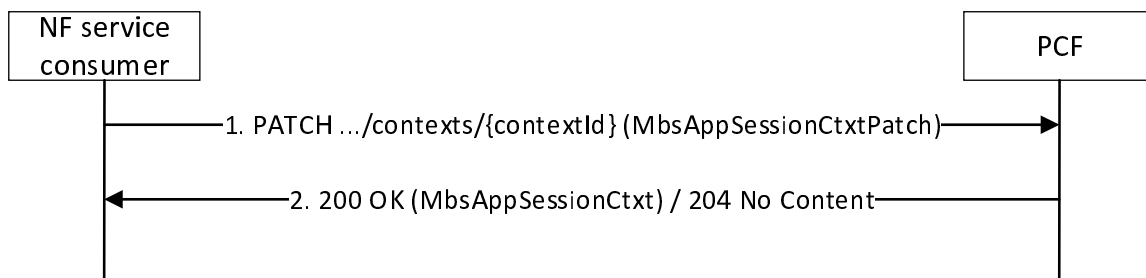 NF service
consumer
PCF
1. PATCH .../contexts/{contextId} (MbsAppSessionCtxtPatch)
2. 200 OK (MbsAppSessionCtxt) / 204 No Content